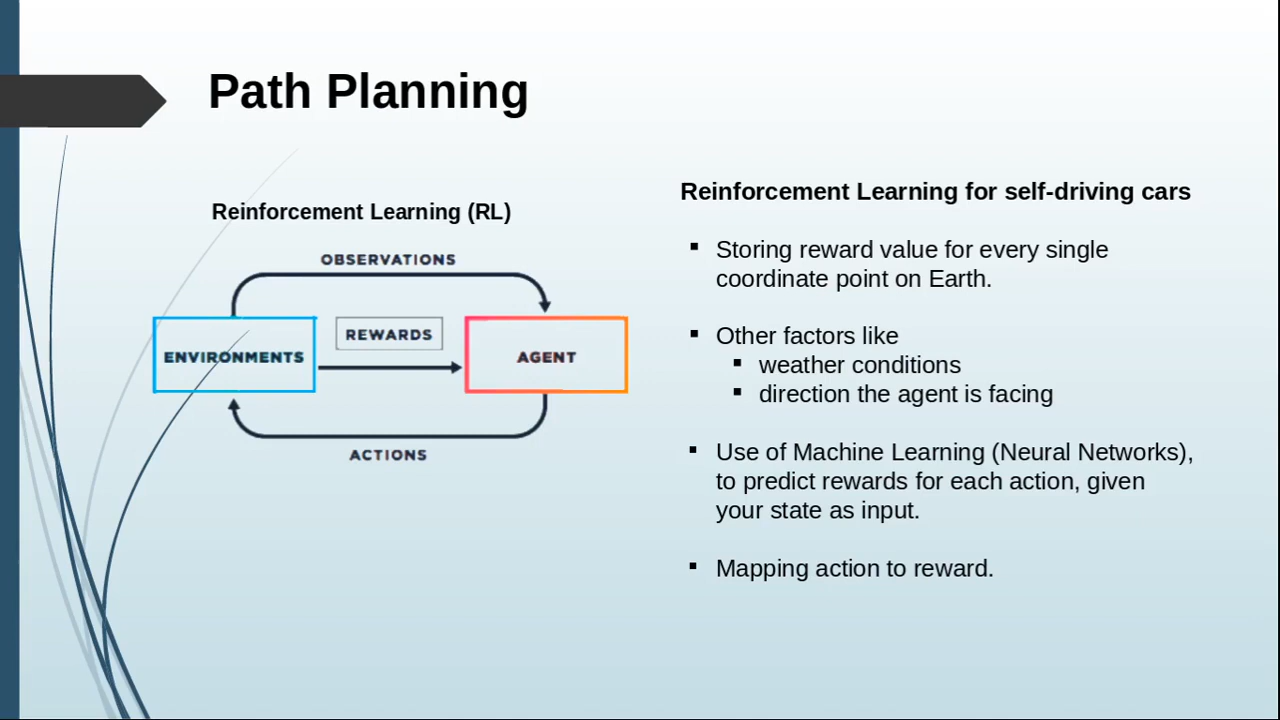 Path Planning
Reinforcement Learning (RL)
OBSERVATIONS
REWARDS
ENVIRONMENTS
AGENT
ACTIONS
Reinforcement Learning for self-driving cars
Storing reward value for every single
coordinate point on Earth.
Other factors like
weather conditions
direction the agent is facing
Use of Machine Learning (Neural Networks),
to predict rewards for each action, given
your state as input.
Mapping action to reward.